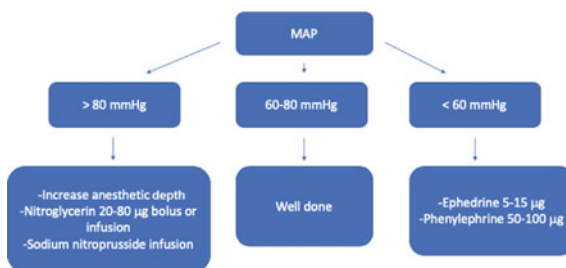 MAP
> 80 mmHg
60-80 mmHg
< 60 mmHg
-Increase anesthetic depth
-Nitroglycerin 20-80 µg bolus or
infusion
-Sodium nitroprusside infusion
Well done
-Ephedrine 5-15 µg
-Phenylephrine 50-100 µg